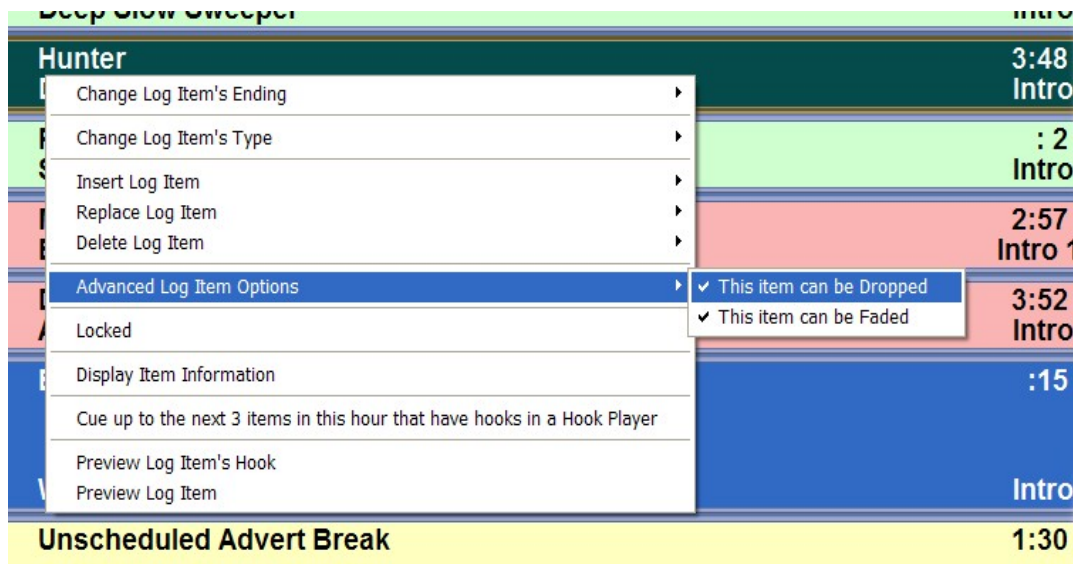 Deep Slow Sweeper
Intro
Hunter 3:48
Intro
Change Log Item's Ending
Change Log Item's Type : 2
Intro
Insert Log Item
Replace Log Item 2:57
Delete Log Item Intro 1
Advanced Log Item Options
This item can be Dropped
3:52
This item can be Faded
Locked Intro
Display Item Information :15
Cue up to the next 3 items in this hour that have hooks in a Hook Player
Preview Log Item's Hook
Preview Log Item Intro
Unscheduled Advert Break 1:30